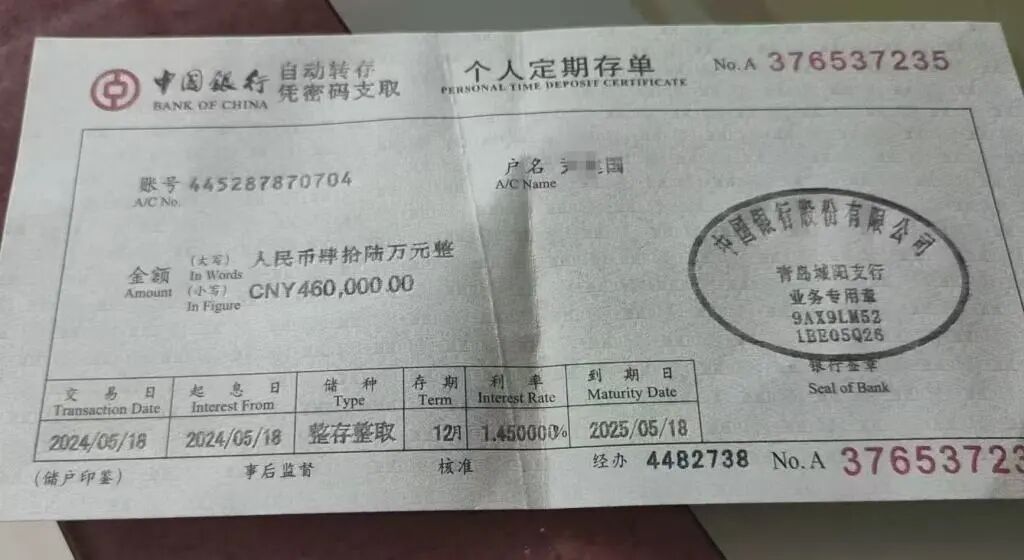 中国银行 自动转存
BANK OF CHINA 凭密码支取
个人定期存单
PERSONAL TIME DEPOSIT CERTIFICATE
No. A 376537235
账号 445287870704
A/C No.
户名 国
A/C Name
金额 (大写) 人民币肆拾陆万元整
Amount In Words
(小写) CNY460,000.00
In Figure
中国银行股份有限公司
青岛城阳支行
业务专用章
9AX9LM52
1BE05Q26
银行签章
Seal of Bank
交易日 起息日 储种 存期 利率 到期日
Transaction Date Interest From Type Term Interest Rate Maturity Date
2024/05/18 2024/05/18 整存整取 12月 1.450000% 2025/05/18
(储户印鉴) 事后监督 核准 经办 4482738 No. A 37653723